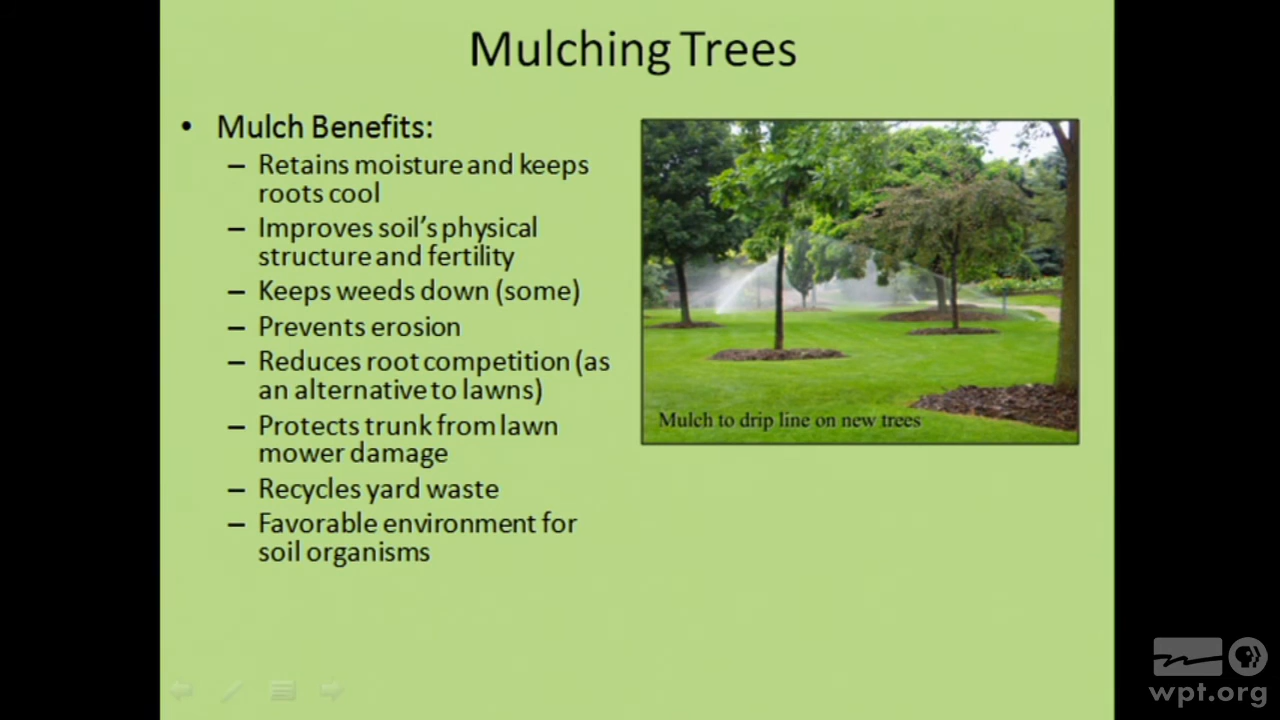 Mulching Trees
• Mulch Benefits:
– Retains moisture and keeps
roots cool
– Improves soil's physical
structure and fertility
– Keeps weeds down (some)
– Prevents erosion
– Reduces root competition (as
an alternative to lawns)
– Protects trunk from lawn
mower damage
– Recycles yard waste
– Favorable environment for
soil organisms
Mulch to drip line on new trees
wpt.org